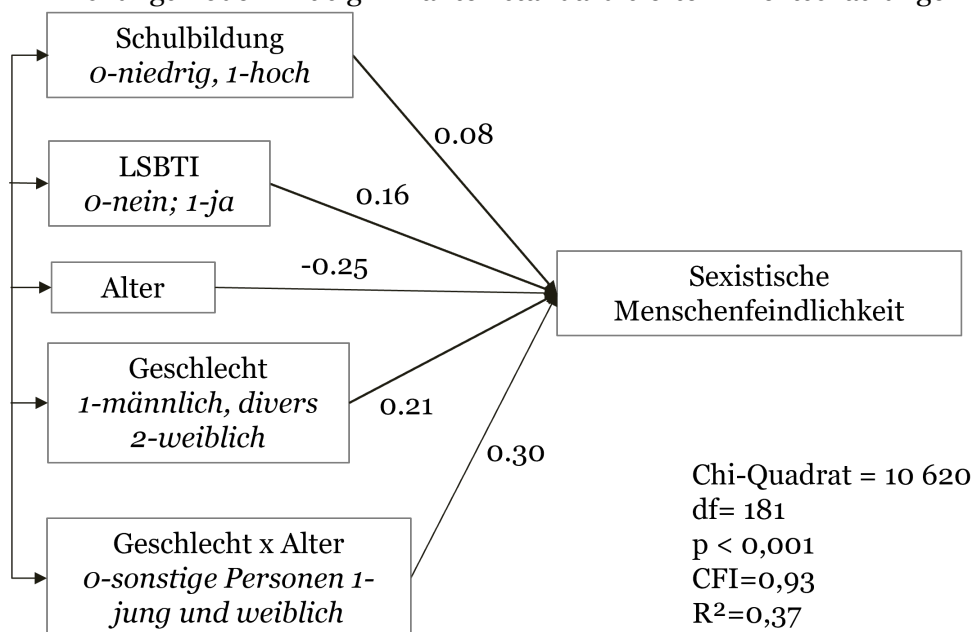 Schulbildung
0-niedrig, 1-hoch
0.08
LSBTI
0-nein; 1-ja
0.16
Alter
-0.25
Sexistische
Menschenfeindlichkeit
Geschlecht
1-männlich, divers
2-weiblich
0.21
0.30
Geschlecht x Alter
0-sonstige Personen 1-
jung und weiblich
Chi-Quadrat = 10 620
df= 181
p < 0,001
CFI=0,93
R²=0,37